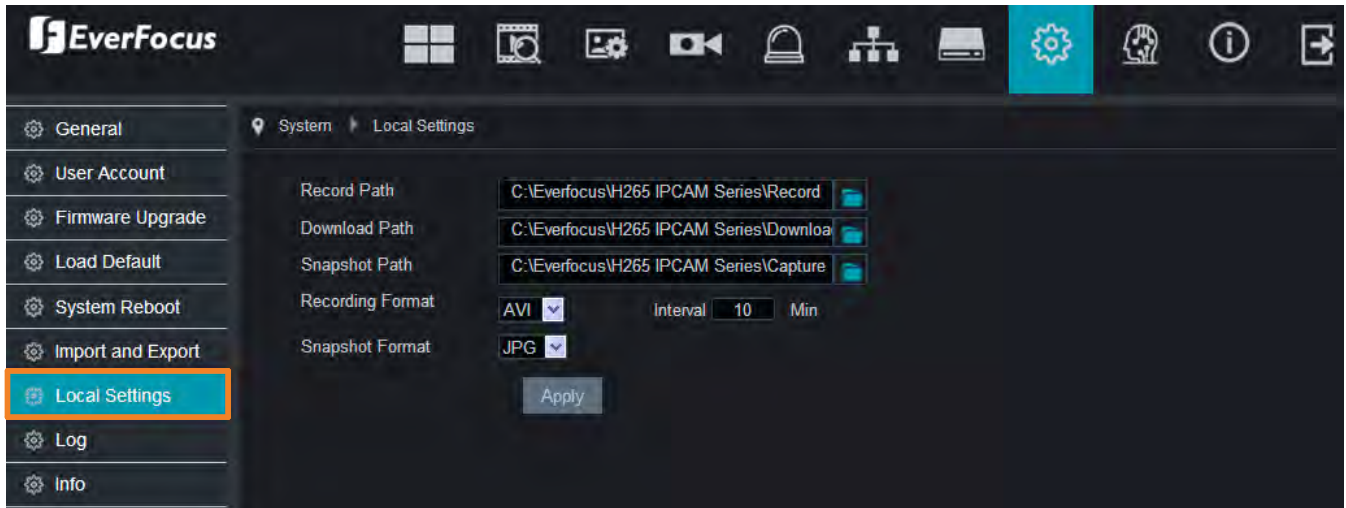 EverFocus
General
User Account
Firmware Upgrade
Load Default
System Reboot
Import and Export
Local Settings
Log
Info
System Local Settings
Record Path C:\Everfocus\H265 IPCAM Series\Record
Download Path C:\Everfocus\H265 IPCAM Series\Downloa
Snapshot Path C:\Everfocus\H265 IPCAM Series\Capture
Recording Format AVI Interval 10 Min
Snapshot Format JPG
Apply